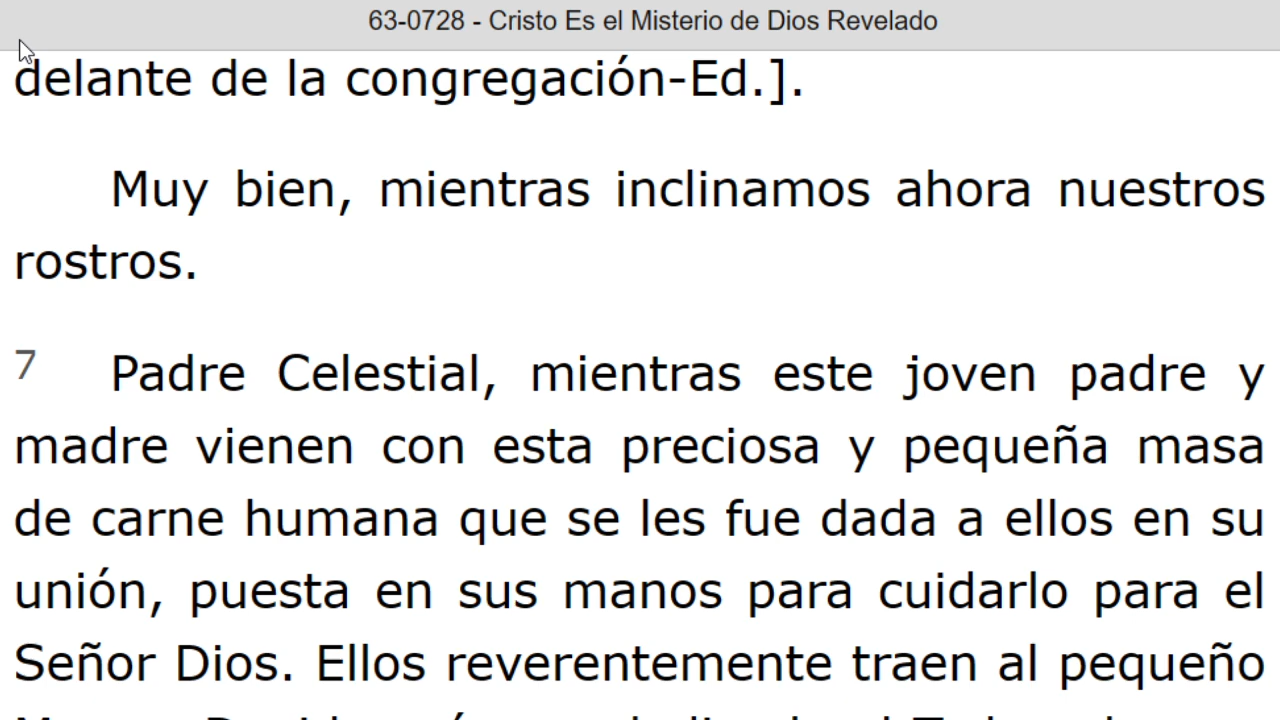 63-0728 - Cristo Es el Misterio de Dios Revelado
delante de la congregación-Ed.].
Muy bien, mientras inclinamos ahora nuestros
rostros.
7 Padre Celestial, mientras este joven padre y
madre vienen con esta preciosa y pequeña masa
de carne humana que se les fue dada a ellos en su
unión, puesta en sus manos para cuidarlo para el
Señor Dios. Ellos reverentemente traen al pequeño